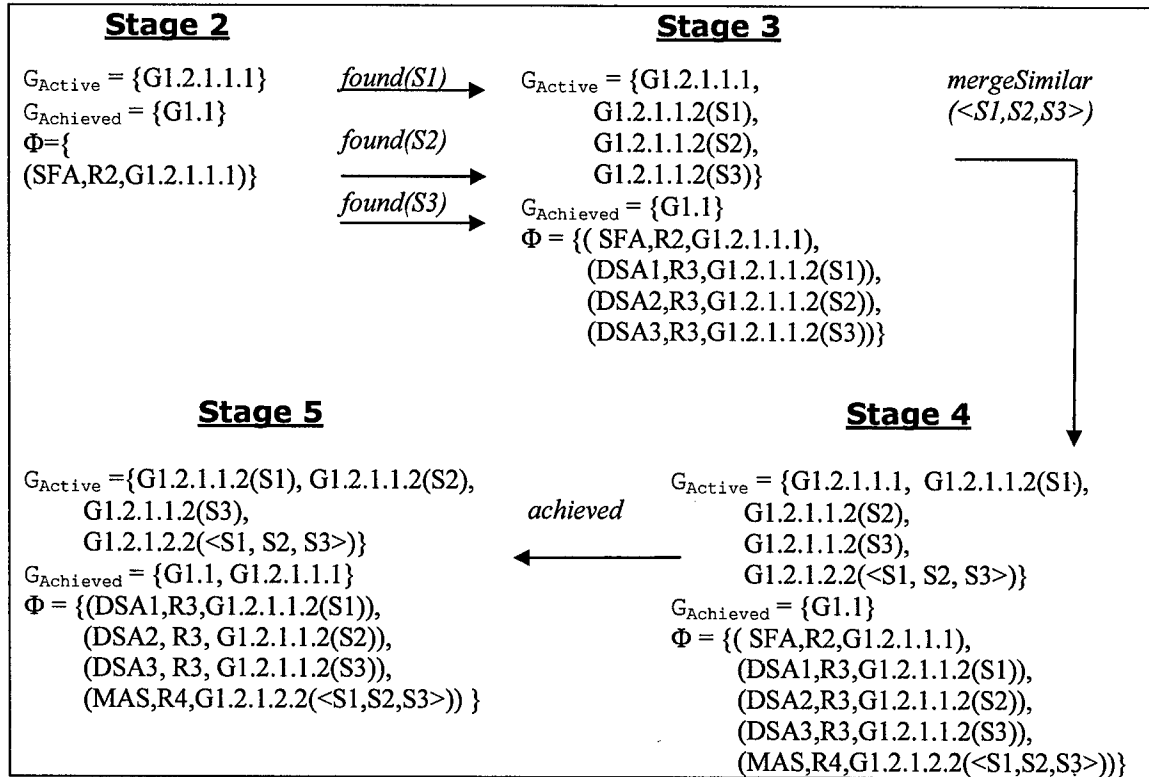 Stage 2
G_Active = {G1.2.1.1.1}
G_Achieved = {G1.1}
Φ={
(SFA,R2,G1.2.1.1.1)}
found(S1)
found(S2)
found(S3)
Stage 3
G_Active = {G1.2.1.1.1,
G1.2.1.1.2(S1),
G1.2.1.1.2(S2),
G1.2.1.1.2(S3)}
G_Achieved = {G1.1}
Φ = {( SFA,R2,G1.2.1.1.1),
(DSA1,R3,G1.2.1.1.2(S1)),
(DSA2,R3,G1.2.1.1.2(S2)),
(DSA3,R3,G1.2.1.1.2(S3))}
mergeSimilar
(<S1,S2,S3>)
Stage 4
G_Active = {G1.2.1.1.1, G1.2.1.1.2(S1),
G1.2.1.1.2(S2),
G1.2.1.1.2(S3),
G1.2.1.2.2(<S1, S2, S3>)}
G_Achieved = {G1.1}
Φ = {( SFA,R2,G1.2.1.1.1),
(DSA1,R3,G1.2.1.1.2(S1)),
(DSA2,R3,G1.2.1.1.2(S2)),
(DSA3,R3,G1.2.1.1.2(S3)),
(MAS,R4,G1.2.1.2.2(<S1,S2,S3>))}
achieved
Stage 5
G_Active ={G1.2.1.1.2(S1), G1.2.1.1.2(S2),
G1.2.1.1.2(S3),
G1.2.1.2.2(<S1, S2, S3>)}
G_Achieved = {G1.1, G1.2.1.1.1}
Φ = {(DSA1,R3,G1.2.1.1.2(S1)),
(DSA2, R3, G1.2.1.1.2(S2)),
(DSA3, R3, G1.2.1.1.2(S3)),
(MAS,R4,G1.2.1.2.2(<S1,S2,S3>)) }